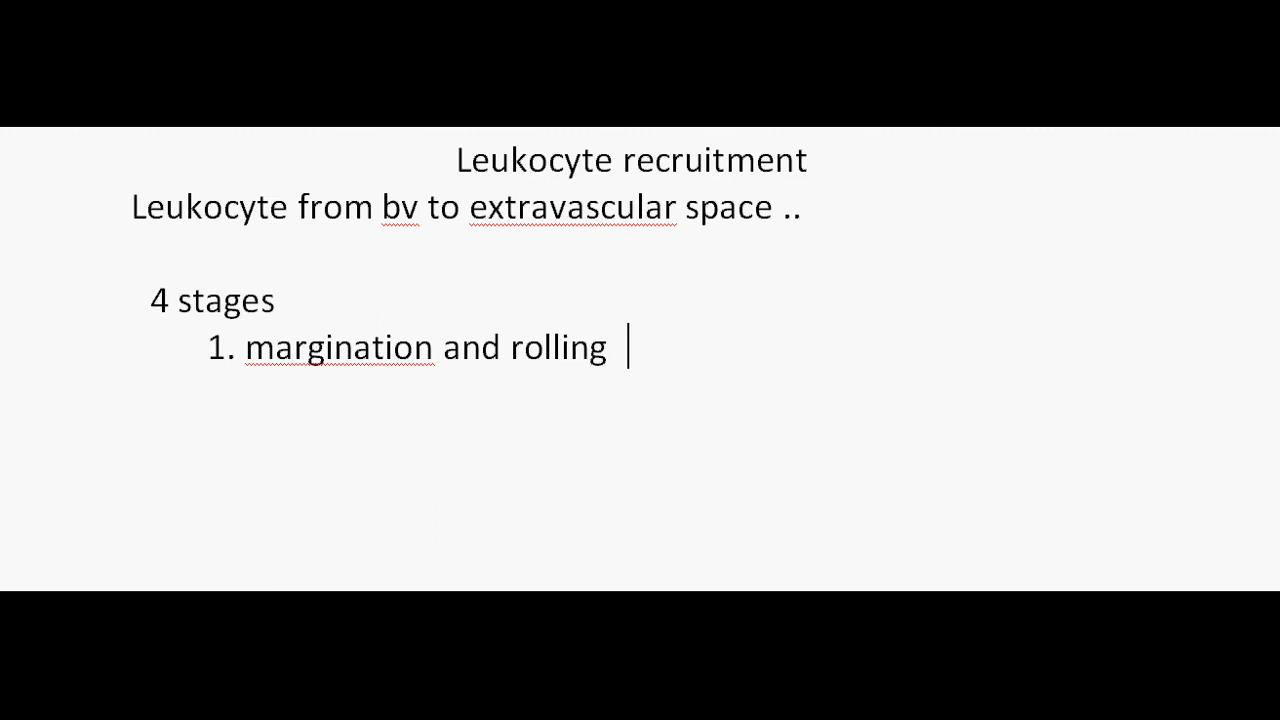 Leukocyte recruitment
Leukocyte from bv to extravascular space ..
4 stages
1. margination and rolling